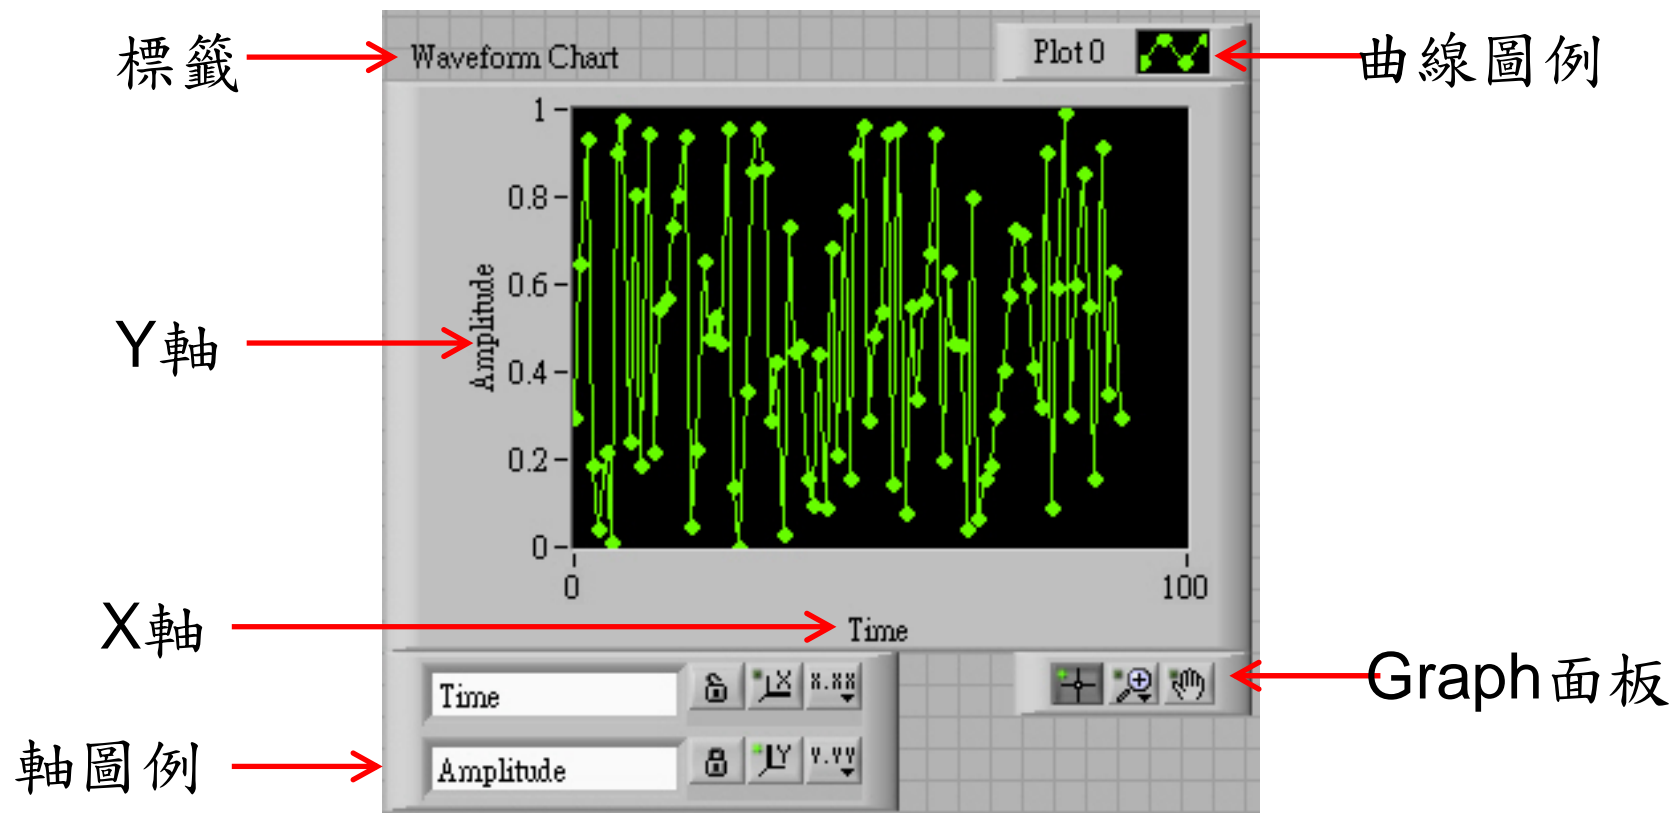 標籤
Waveform Chart
Plot 0
曲線圖例
1
0.8
0.6
0.4
0.2
0
Amplitude
Y軸
0
100
X軸
Time
Graph面板
Time
X
X.XX
軸圖例
Amplitude
Y
Y.YY